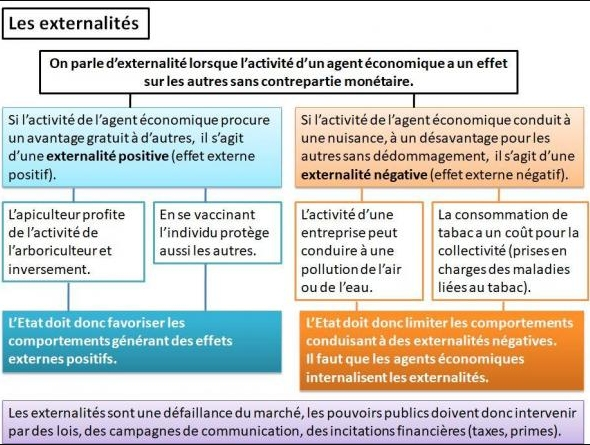 Les externalités
On parle d'externalité lorsque l'activité d'un agent économique a un effet
sur les autres sans contrepartie monétaire.
Si l'activité de l'agent économique procure
un avantage gratuit à d'autres, il s'agit
d'une externalité positive (effet externe
positif).
Si l'activité de l'agent économique conduit à
une nuisance, à un désavantage pour les
autres sans dédommagement, il s'agit d'une
externalité négative (effet externe négatif).
L'apiculteur profite
de l'activité de
l'arboriculteur et
inversement.
En se vaccinant
l'individu protège
aussi les autres.
L'activité d'une
entreprise peut
conduire à une
pollution de l'air
ou de l'eau.
La consommation de
tabac a un coût pour la
collectivité (prises en
charges des maladies
liées au tabac).
L'Etat doit donc favoriser les
comportements générant des effets
externes positifs.
L'Etat doit donc limiter les comportements
conduisant à des externalités négatives.
Il faut que les agents économiques
internalisent les externalités.
Les externalités sont une défaillance du marché, les pouvoirs publics doivent donc intervenir
par des lois, des campagnes de communication, des incitations financières (taxes, primes).